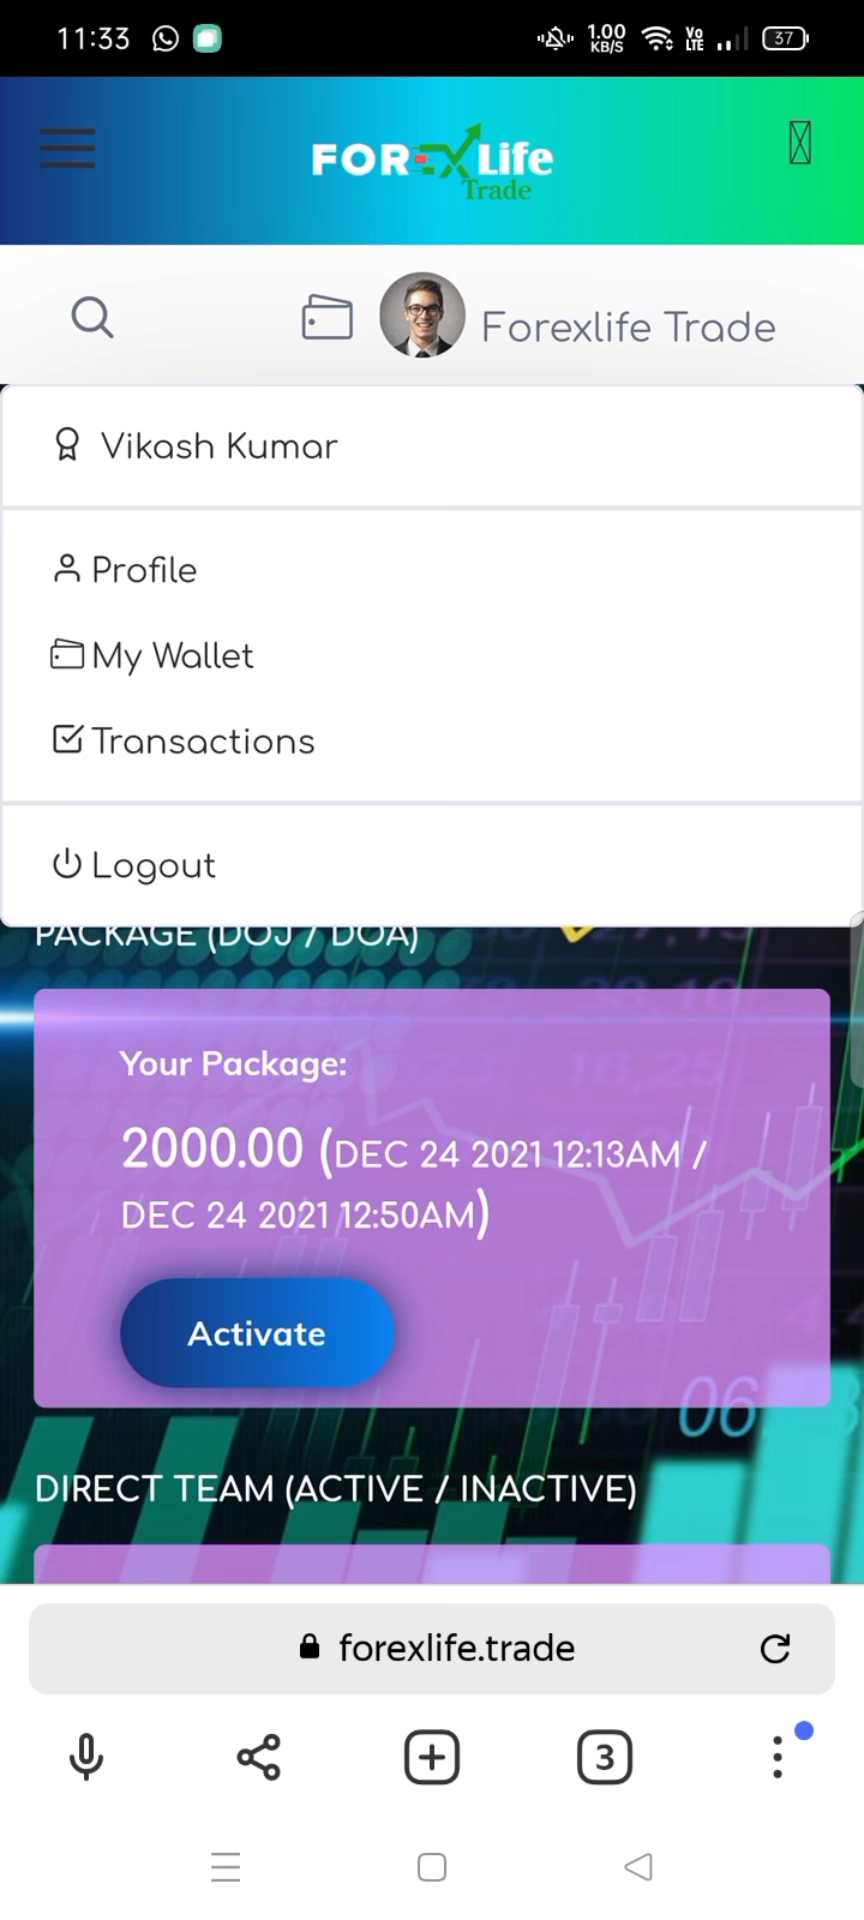 11:33
1.00
KB/S
Vo
LTE
37
FOREX Life
Trade
Forexlife Trade
Vikash Kumar
Profile
My Wallet
Transactions
Logout
PACKAGE (DOJ / DOA)
Your Package:
2000.00 (DEC 24 2021 12:13AM /
DEC 24 2021 12:50AM)
Activate
06
DIRECT TEAM (ACTIVE / INACTIVE)
forexlife.trade
3